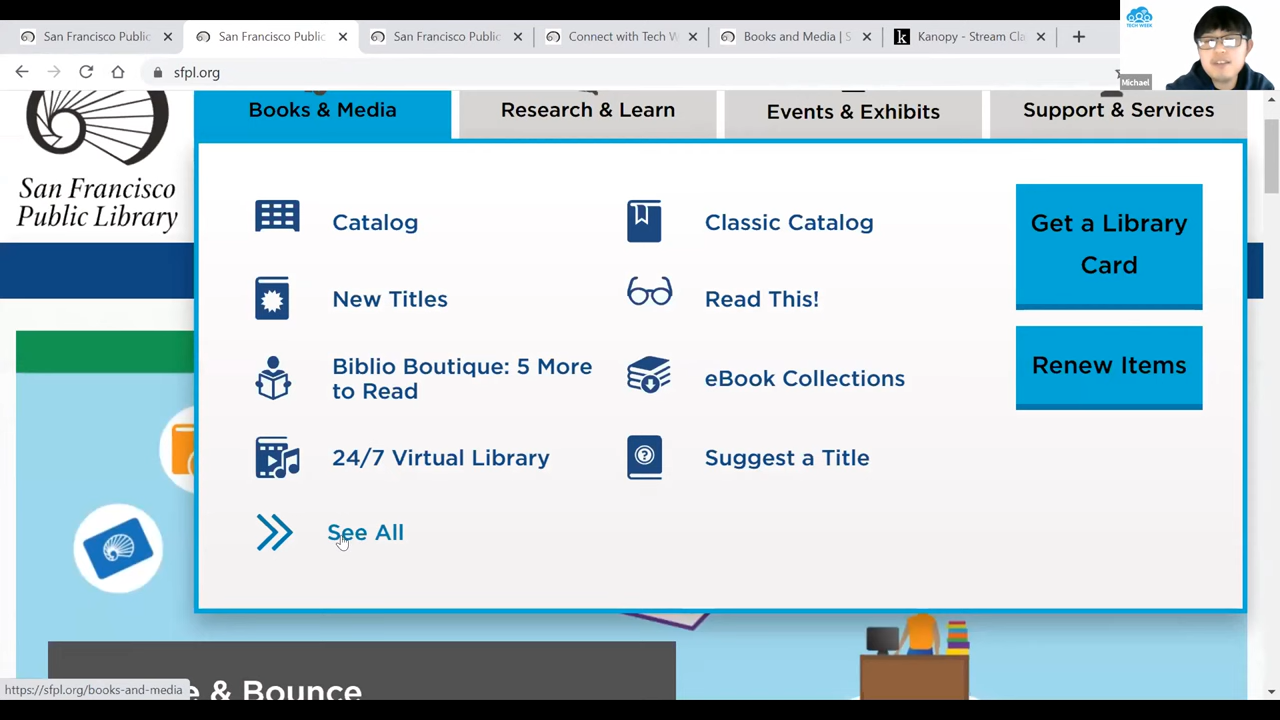 San Francisco Public
San Francisco Public
San Francisco Public
Connect with Tech W
Books and Media | S
Kanopy - Stream Cla
TECH WEEK
Michael
sfpl.org
Books & Media
Research & Learn
Events & Exhibits
Support & Services
San Francisco
Public Library
Catalog
Classic Catalog
Get a Library
Card
New Titles
Read This!
Biblio Boutique: 5 More
to Read
eBook Collections
Renew Items
24/7 Virtual Library
Suggest a Title
See All
https://sfpl.org/books-and-media
e & Bounce